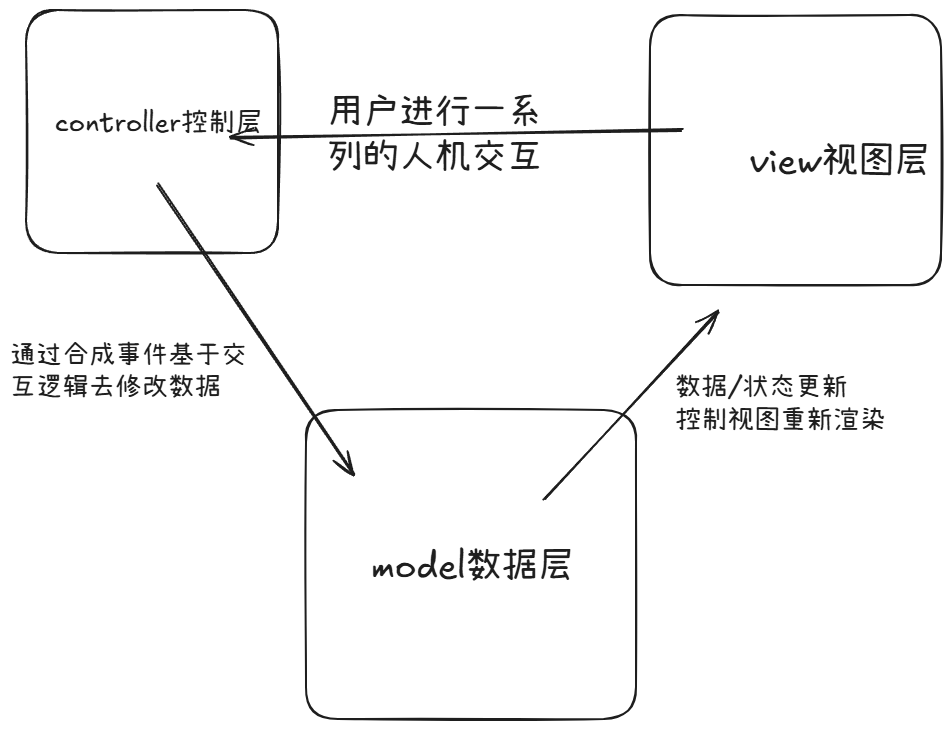 controller控制层
用户进行一系
列的人机交互
view视图层
通过合成事件基于交
互逻辑去修改数据
数据/状态更新
控制视图重新渲染
model数据层